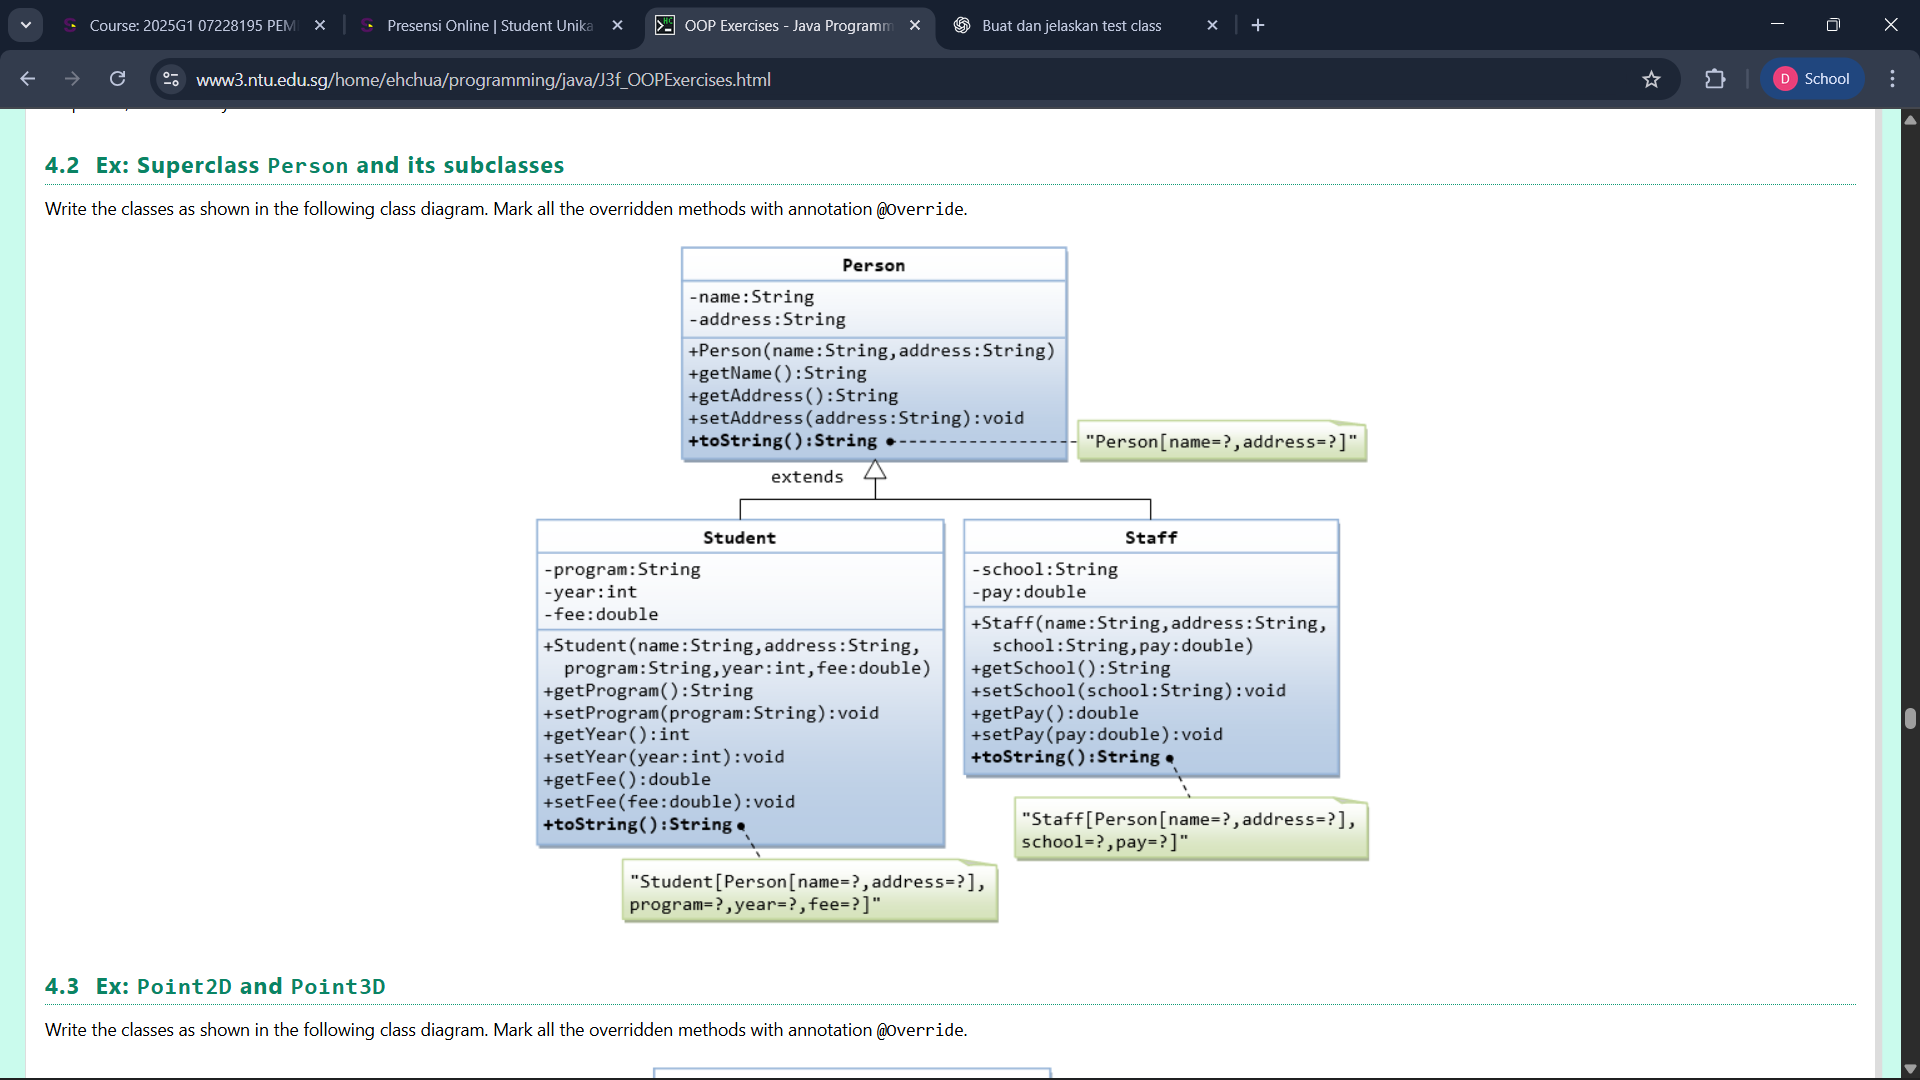 Course: 2025G1 07228195 PEM
Presensi Online | Student Unika
OOP Exercises - Java Programm
Buat dan jelaskan test class
www3.ntu.edu.sg/home/ehchua/programming/java/J3f_OOPExercises.html
D School
4.2 Ex: Superclass Person and its subclasses
Write the classes as shown in the following class diagram. Mark all the overridden methods with annotation @Override.
Person
-name:String
-address:String
+Person(name:String,address:String)
+getName():String
+getAddress():String
+setAddress(address:String):void
+toString():String
"Person[name=?,address=?]"
extends
Student
-program:String
-year:int
-fee:double
+Student(name:String,address:String,
program:String,year:int,fee:double)
+getProgram():String
+setProgram(program:String):void
+getYear():int
+setYear(year:int):void
+getFee():double
+setFee(fee:double):void
+toString():String
"Student[Person[name=?,address=?],
program=?,year=?,fee=?]"
Staff
-school:String
-pay:double
+Staff(name:String,address:String,
school:String,pay:double)
+getSchool():String
+setSchool(school:String):void
+getPay():double
+setPay(pay:double):void
+toString():String
"Staff[Person[name=?,address=?],
school=?,pay=?]"
4.3 Ex: Point2D and Point3D
Write the classes as shown in the following class diagram. Mark all the overridden methods with annotation @Override.